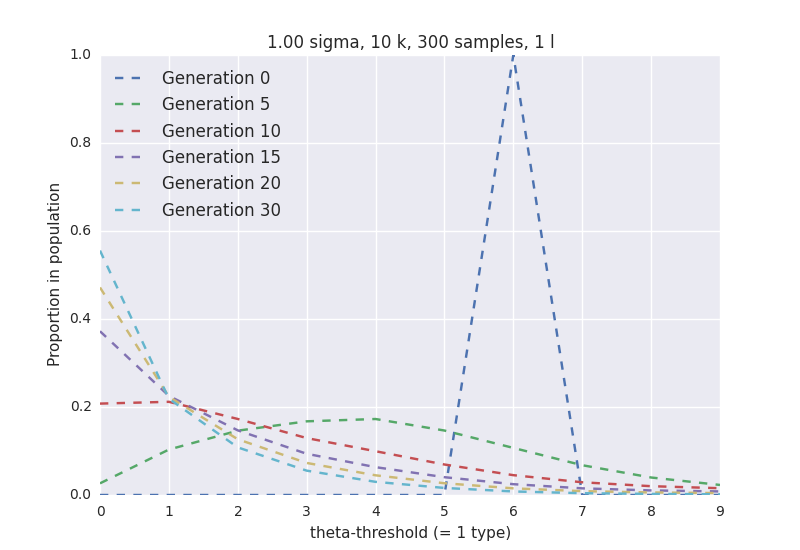 1.00 sigma, 10 k, 300 samples, 1 l
1.0
0.8
0.6
0.4
0.2
0.0
Proportion in population
Generation 0
Generation 5
Generation 10
Generation 15
Generation 20
Generation 30
0 1 2 3 4 5 6 7 8 9
theta-threshold (= 1 type)